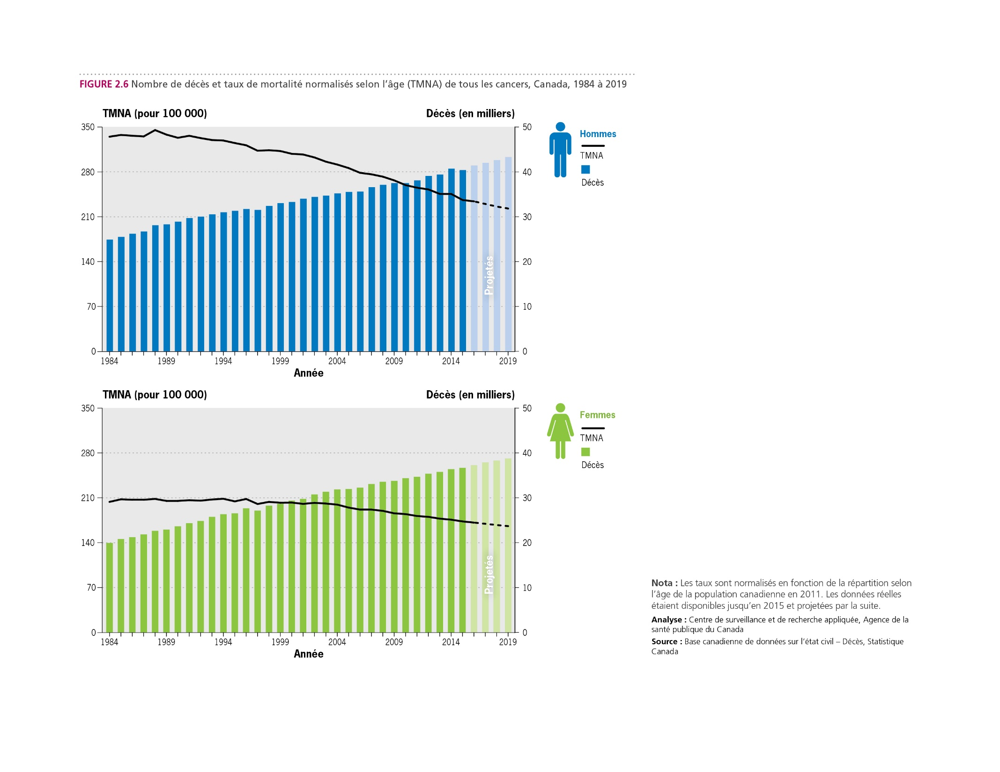 FIGURE 2.6 Nombre de décès et taux de mortalité normalisés selon l’âge (TMNA) de tous les cancers, Canada, 1984 à 2019
TMNA (pour 100 000)
Décès (en milliers)
350
280
210
140
70
0
50
40
30
20
10
0
Projetés
1984
1989
1994
1999
2004
2009
2014
2019
Année
Hommes
TMNA
Décès
TMNA (pour 100 000)
Décès (en milliers)
350
280
210
140
70
0
50
40
30
20
10
0
Projetés
1984
1989
1994
1999
2004
2009
2014
2019
Année
Femmes
TMNA
Décès
Nota : Les taux sont normalisés en fonction de la répartition selon
l’âge de la population canadienne en 2011. Les données réelles
étaient disponibles jusqu’en 2015 et projetées par la suite.
Analyse : Centre de surveillance et de recherche appliquée, Agence de la
santé publique du Canada
Source : Base canadienne de données sur l’état civil – Décès, Statistique
Canada